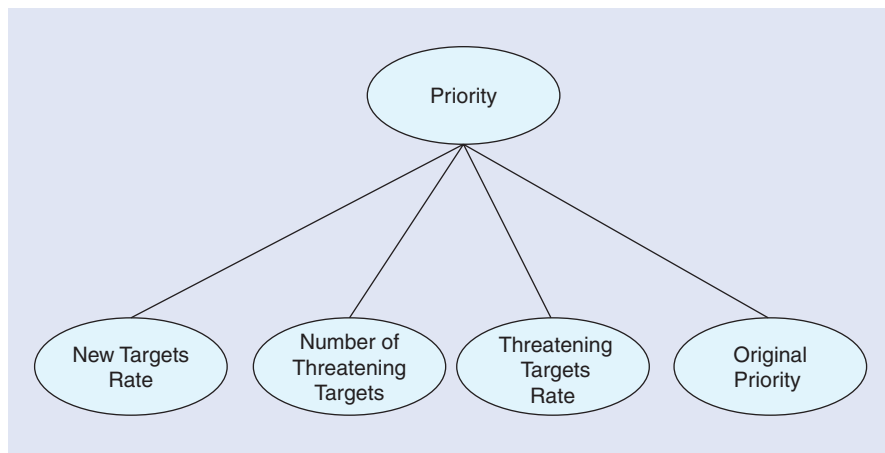 Priority
New Targets
Rate
Number of
Threatening
Targets
Threatening
Targets
Rate
Original
Priority